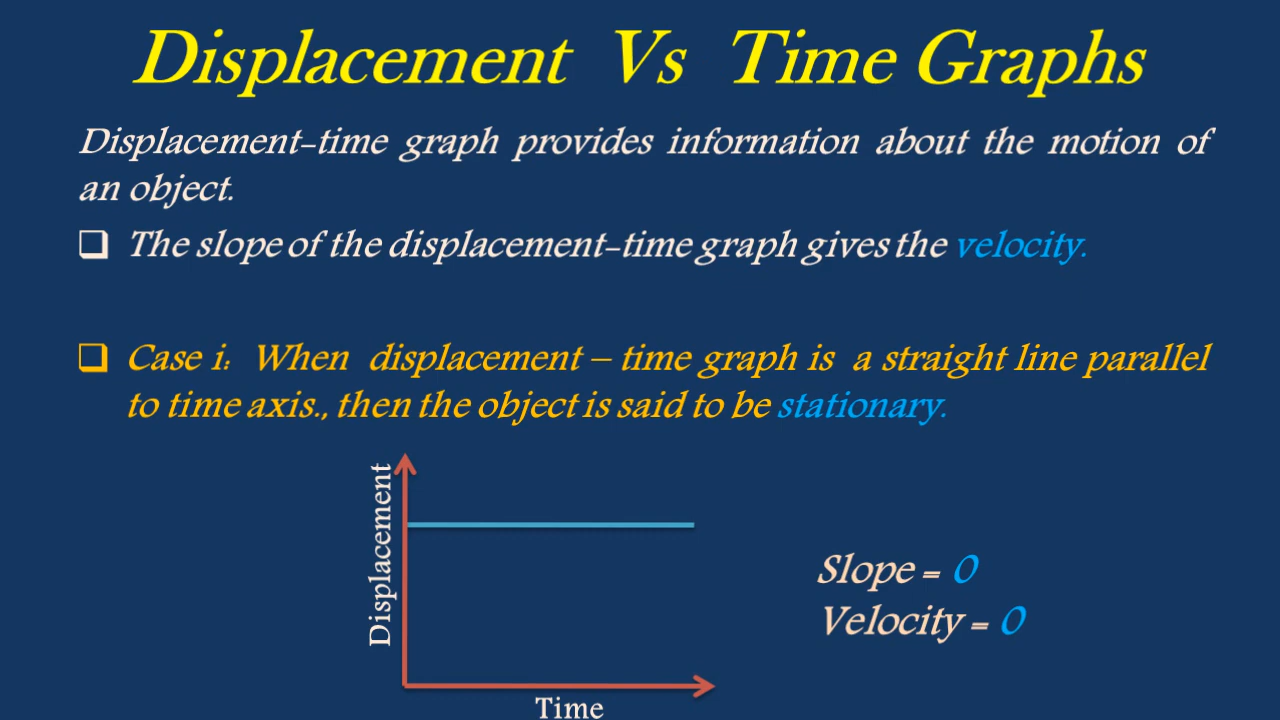 Displacement Vs Time Graphs
Displacement-time graph provides information about the motion of
an object.
The slope of the displacement-time graph gives the velocity.
Case i: When displacement – time graph is a straight line parallel
to time axis., then the object is said to be stationary.
Displacement
Slope = 0
Velocity = 0
Time